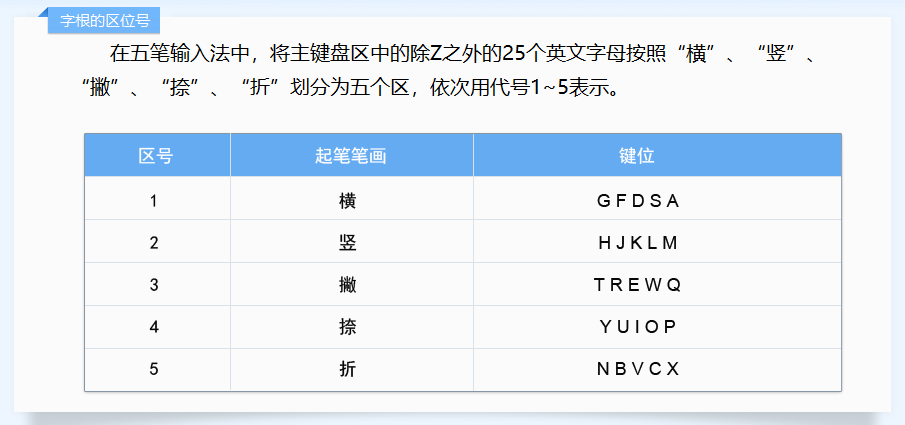 字根的区位号
在五笔输入法中，将主键盘区中的除Z之外的25个英文字母按照“横”、“竖”、
“撇”、“捺”、“折”划分为五个区，依次用代号1~5表示。
区号 起笔笔画 键位
1 横 G F D S A
2 竖 H J K L M
3 撇 T R E W Q
4 捺 Y U I O P
5 折 N B V C X